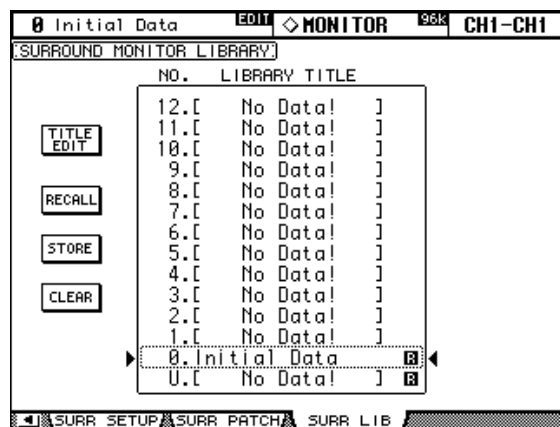 0 Initial Data EDIT ◇MONITOR 96k CH1-CH1
SURROUND MONITOR LIBRARY
NO. LIBRARY TITLE
12.[ No Data! ]
11.[ No Data! ]
TITLE EDIT
10.[ No Data! ]
9.[ No Data! ]
8.[ No Data! ]
RECALL
7.[ No Data! ]
6.[ No Data! ]
STORE
5.[ No Data! ]
4.[ No Data! ]
CLEAR
3.[ No Data! ]
2.[ No Data! ]
1.[ No Data! ]
0.Initial Data R
U.[ No Data! ] R
SURR SETUP SURR PATCH SURR LIB